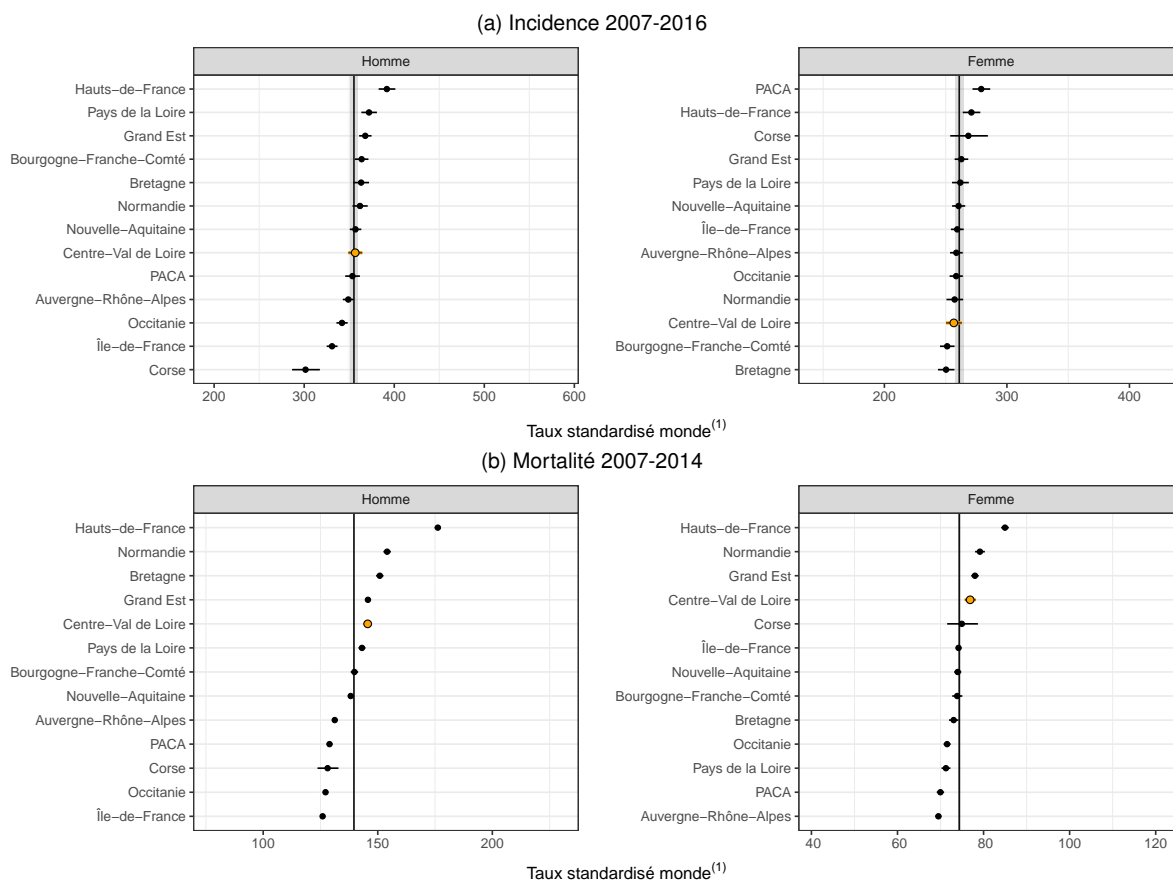 (a) Incidence 2007-2016
Homme
Hauts−de−France
Pays de la Loire
Grand Est
Bourgogne−Franche−Comté
Bretagne
Normandie
Nouvelle−Aquitaine
Centre−Val de Loire
PACA
Auvergne−Rhône−Alpes
Occitanie
Île−de−France
Corse
200 300 400 500 600
Femme
PACA
Hauts−de−France
Corse
Grand Est
Pays de la Loire
Nouvelle−Aquitaine
Île−de−France
Auvergne−Rhône−Alpes
Occitanie
Normandie
Centre−Val de Loire
Bourgogne−Franche−Comté
Bretagne
200 300 400
Taux standardisé monde(1)
(b) Mortalité 2007-2014
Homme
Hauts−de−France
Normandie
Bretagne
Grand Est
Centre−Val de Loire
Pays de la Loire
Bourgogne−Franche−Comté
Nouvelle−Aquitaine
Auvergne−Rhône−Alpes
PACA
Corse
Occitanie
Île−de−France
100 150 200
Femme
Hauts−de−France
Normandie
Grand Est
Centre−Val de Loire
Corse
Île−de−France
Nouvelle−Aquitaine
Bourgogne−Franche−Comté
Bretagne
Occitanie
Pays de la Loire
PACA
Auvergne−Rhône−Alpes
40 60 80 100 120
Taux standardisé monde(1)